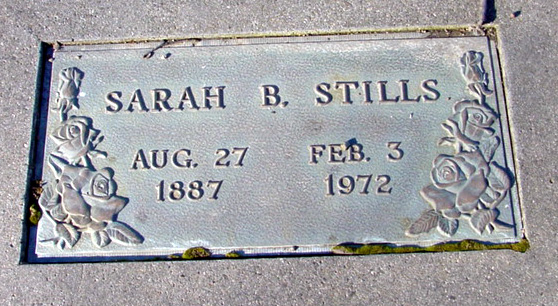 SARAH B. STILLS
AUG. 27 FEB. 3
1887 1972